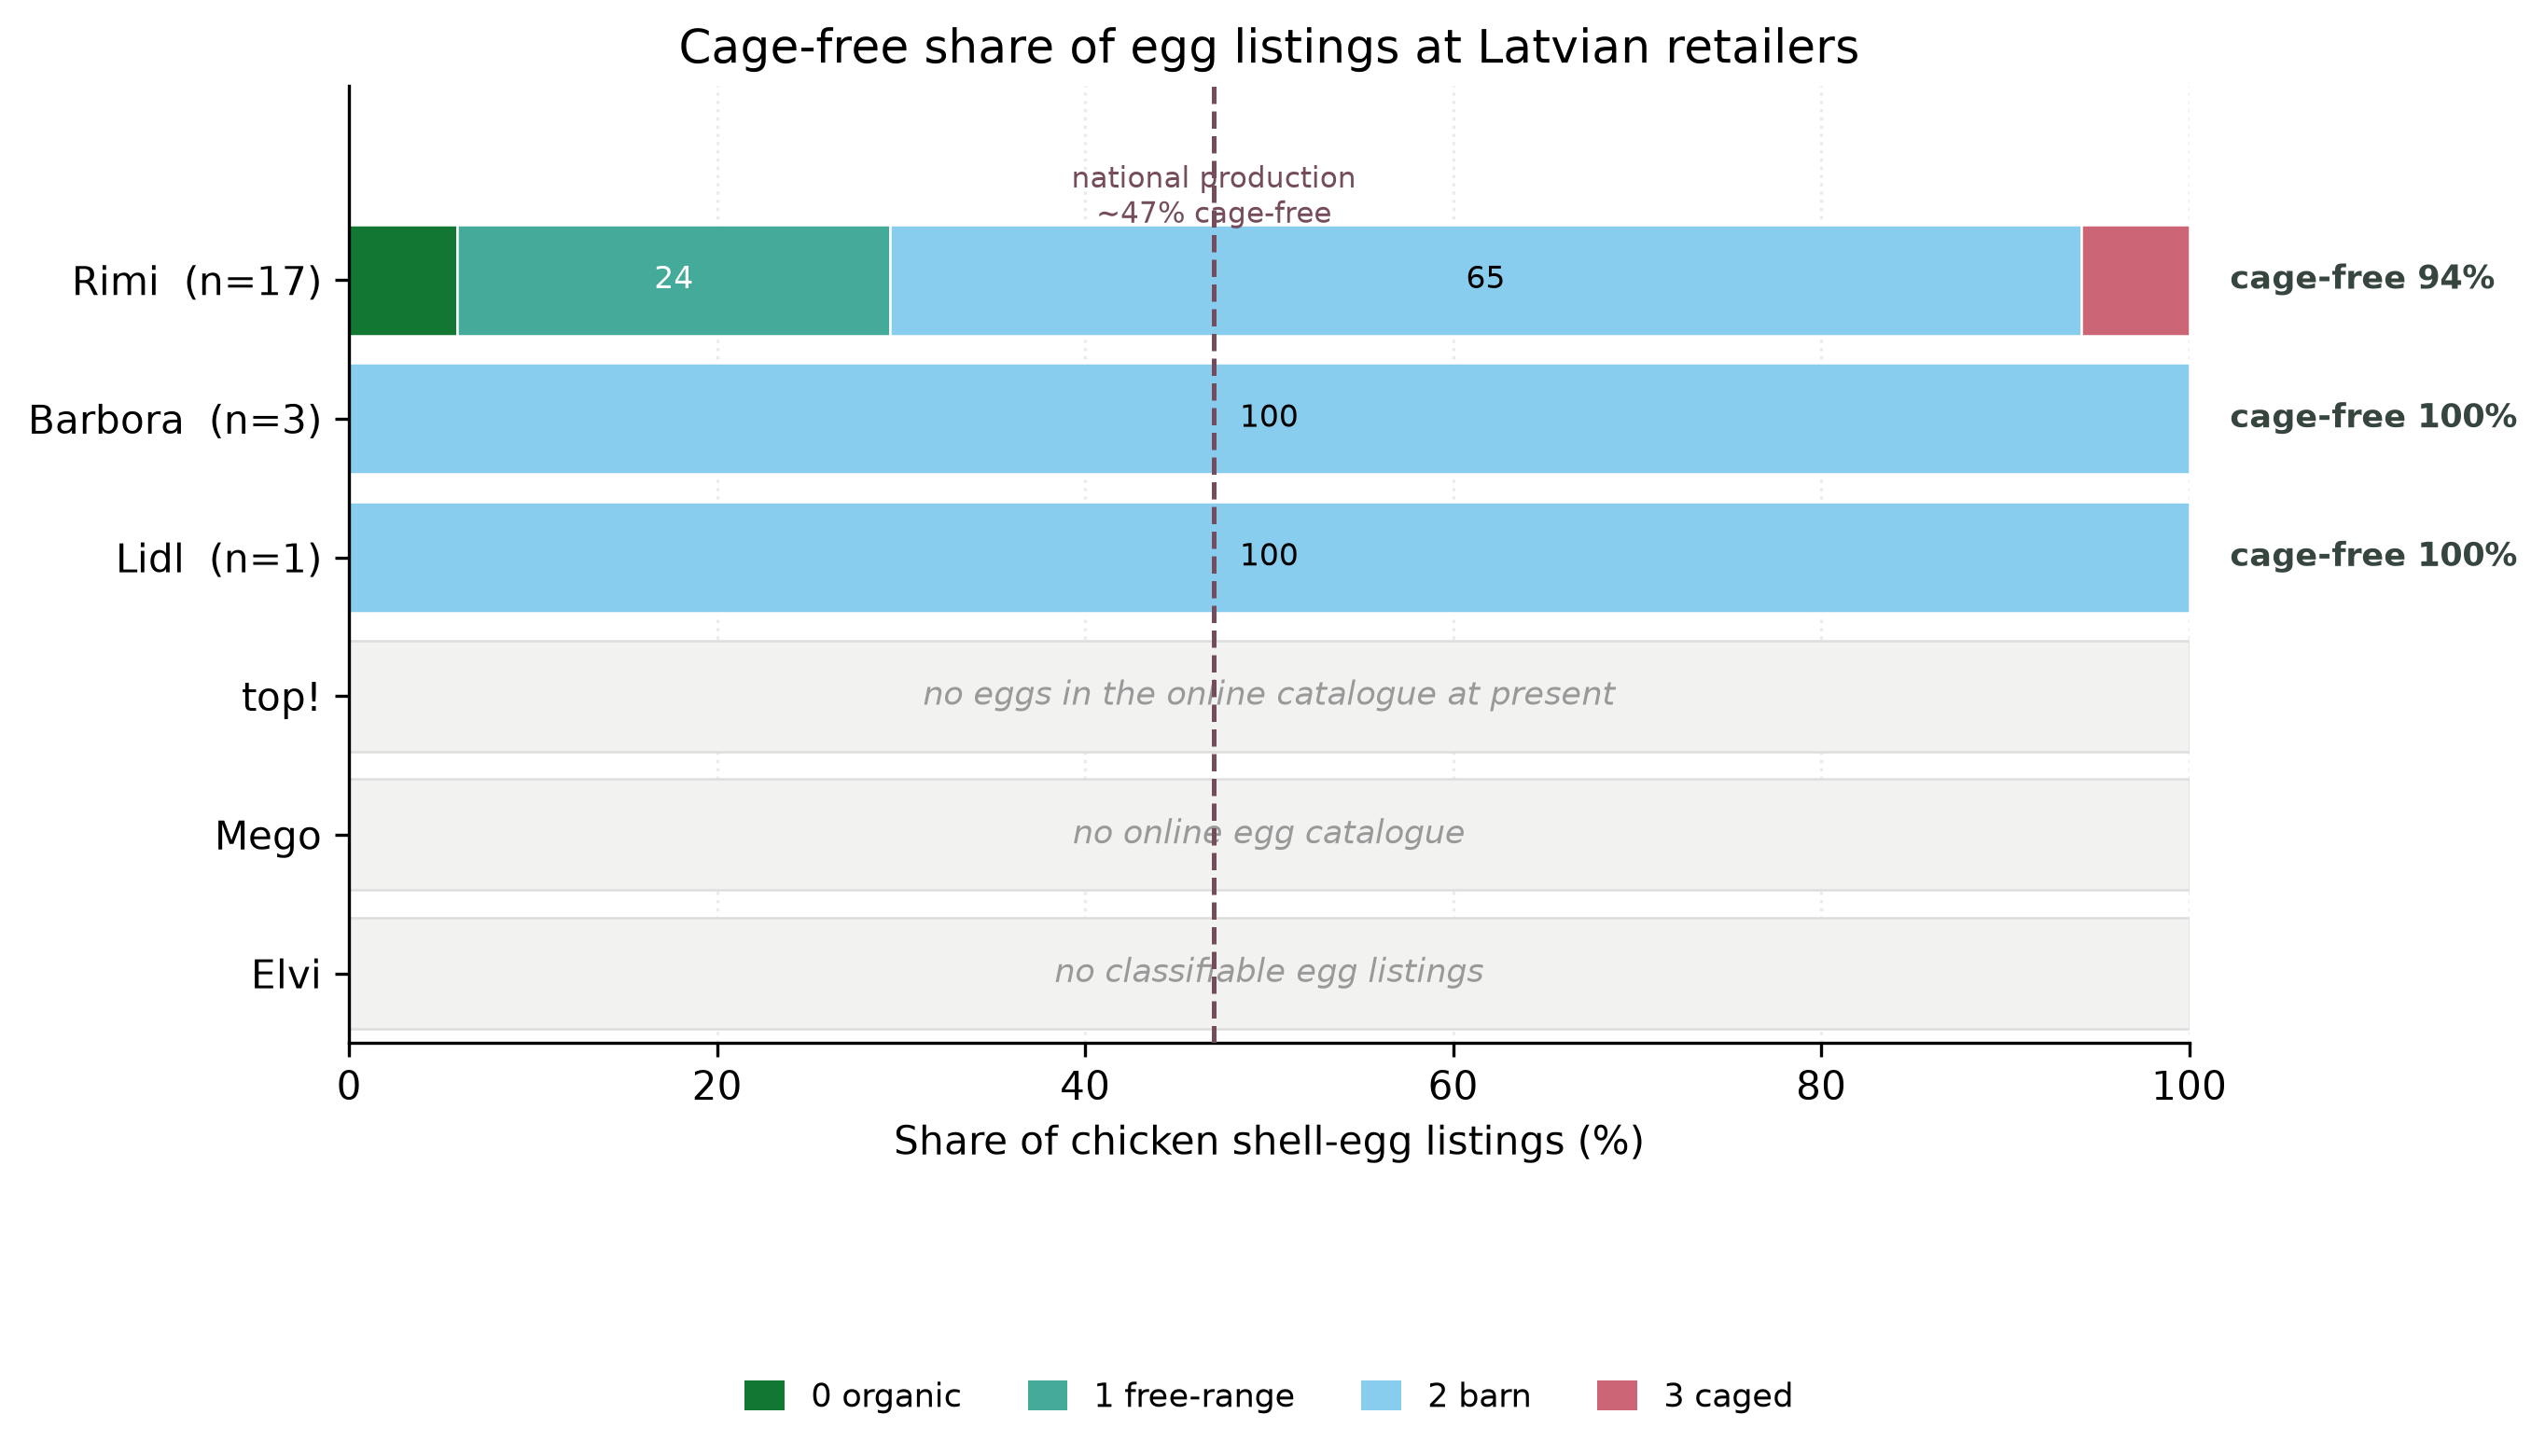 Cage-free share of egg listings at Latvian retailers
national production
~47% cage-free
Rimi (n=17)
24
65
cage-free 94%
Barbora (n=3)
100
cage-free 100%
Lidl (n=1)
100
cage-free 100%
top!
no eggs in the online catalogue at present
Mego
no online egg catalogue
Elvi
no classifiable egg listings
0 20 40 60 80 100
Share of chicken shell-egg listings (%)
0 organic 1 free-range 2 barn 3 caged